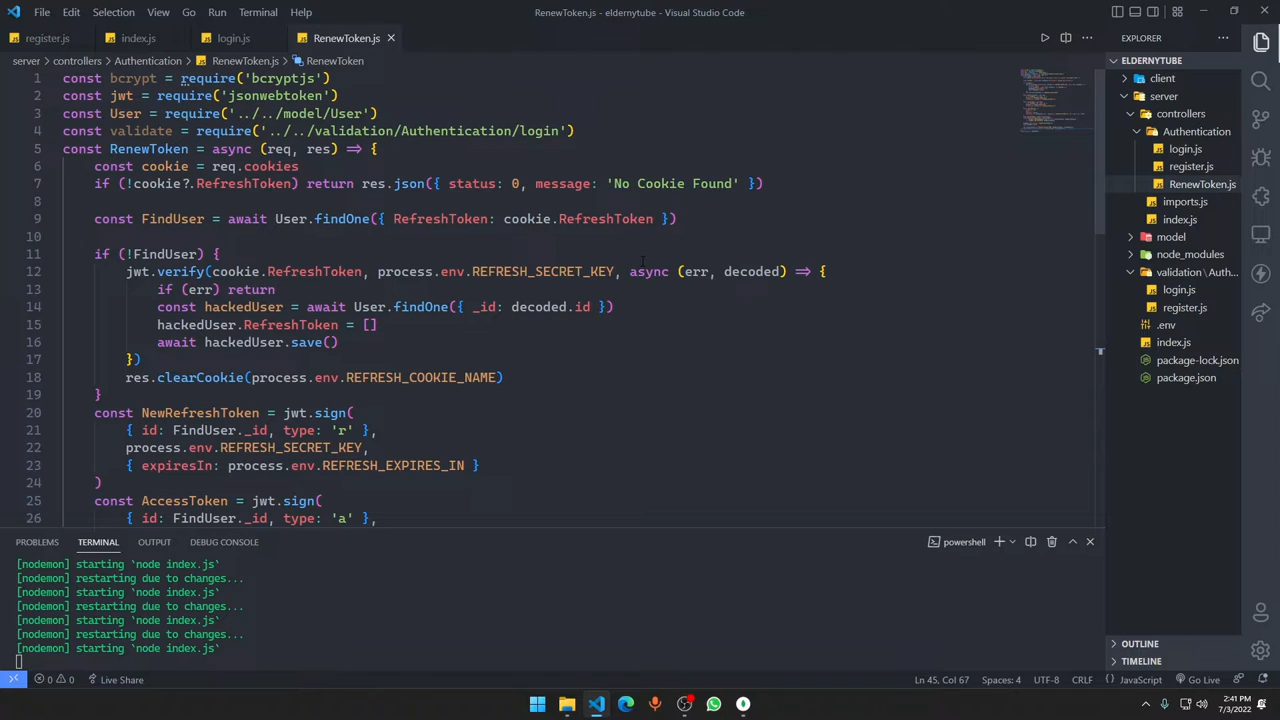 File Edit Selection View Go Run Terminal Help RenewToken.js - eldernytube - Visual Studio Code
register.js index.js login.js RenewToken.js
server > controllers > Authentication > RenewToken.js > RenewToken
1 const bcrypt = require('bcryptjs')
2 const jwt = require('jsonwebtoken')
3 const User = require('../../model/User')
4 const validate = require('../../validation/Authentication/login')
5 const RenewToken = async (req, res) => {
6 const cookie = req.cookies
7 if (!cookie?.RefreshToken) return res.json({ status: 0, message: 'No Cookie Found' })
8
9 const FindUser = await User.findOne({ RefreshToken: cookie.RefreshToken })
10
11 if (!FindUser) {
12 jwt.verify(cookie.RefreshToken, process.env.REFRESH_SECRET_KEY, async (err, decoded) => {
13 if (err) return
14 const hackedUser = await User.findOne({ _id: decoded.id })
15 hackedUser.RefreshToken = []
16 await hackedUser.save()
17 })
18 res.clearCookie(process.env.REFRESH_COOKIE_NAME)
19 }
20 const NewRefreshToken = jwt.sign(
21 { id: FindUser._id, type: 'r' },
22 process.env.REFRESH_SECRET_KEY,
23 { expiresIn: process.env.REFRESH_EXPIRES_IN }
24 )
25 const AccessToken = jwt.sign(
26 { id: FindUser._id, type: 'a' },
EXPLORER
ELDERNYTUBE
client
server
controllers
Authentication
login.js
register.js
RenewToken.js
imports.js
index.js
model
node_modules
validation\Auth...
login.js
register.js
.env
index.js
package-lock.json
package.json
OUTLINE
TIMELINE
PROBLEMS TERMINAL OUTPUT DEBUG CONSOLE powershell
[nodemon] starting `node index.js`
[nodemon] restarting due to changes...
[nodemon] starting `node index.js`
[nodemon] restarting due to changes...
[nodemon] starting `node index.js`
[nodemon] restarting due to changes...
[nodemon] starting `node index.js`
0 0 Live Share Ln 45, Col 67 Spaces: 4 UTF-8 CRLF JavaScript Go Live
2:41 PM
7/3/2022